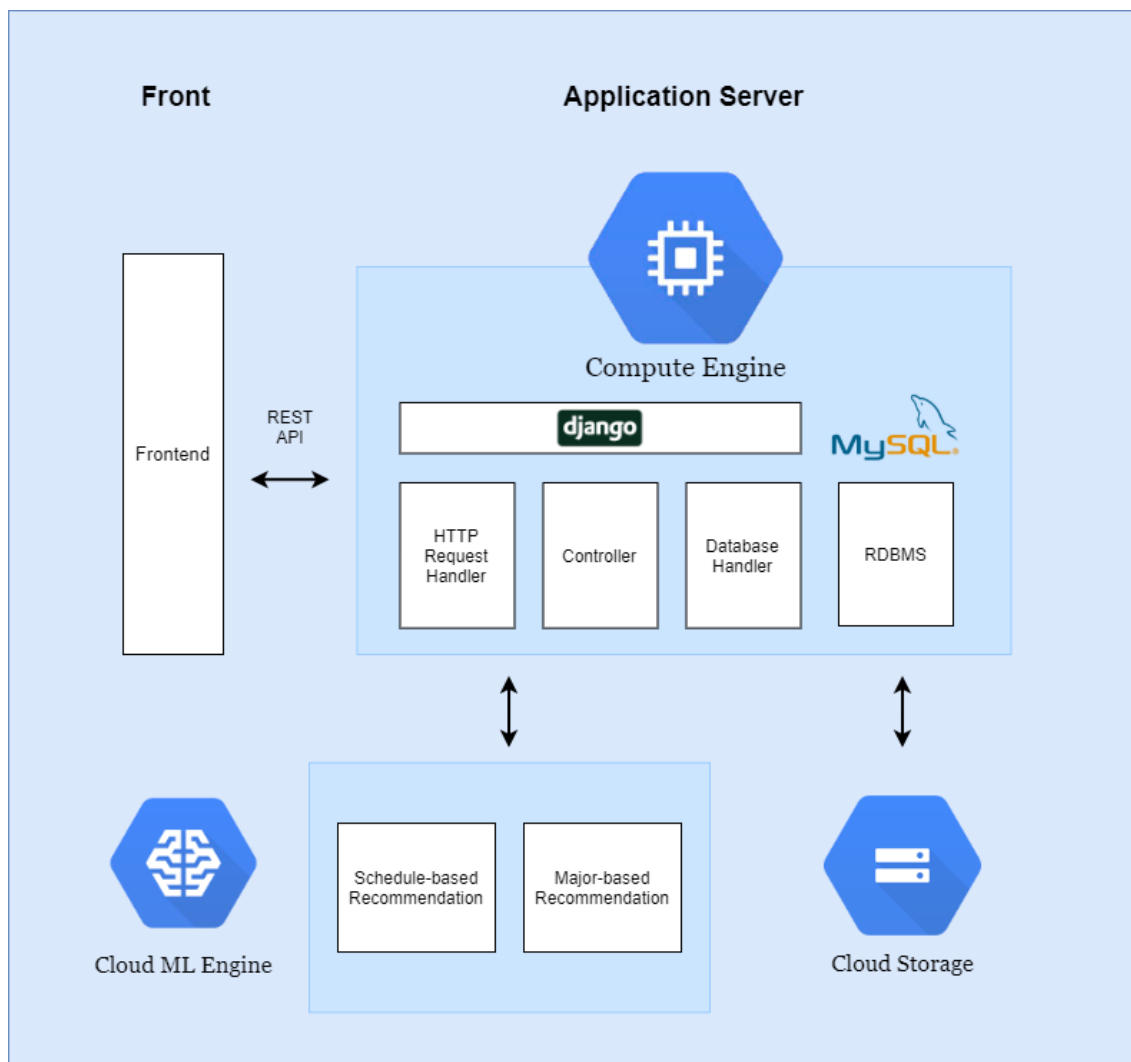 Front
Application Server
Compute Engine
REST
API
Frontend
django
MySQL®
HTTP
Request
Handler
Controller
Database
Handler
RDBMS
Schedule-based
Recommendation
Major-based
Recommendation
Cloud ML Engine
Cloud Storage